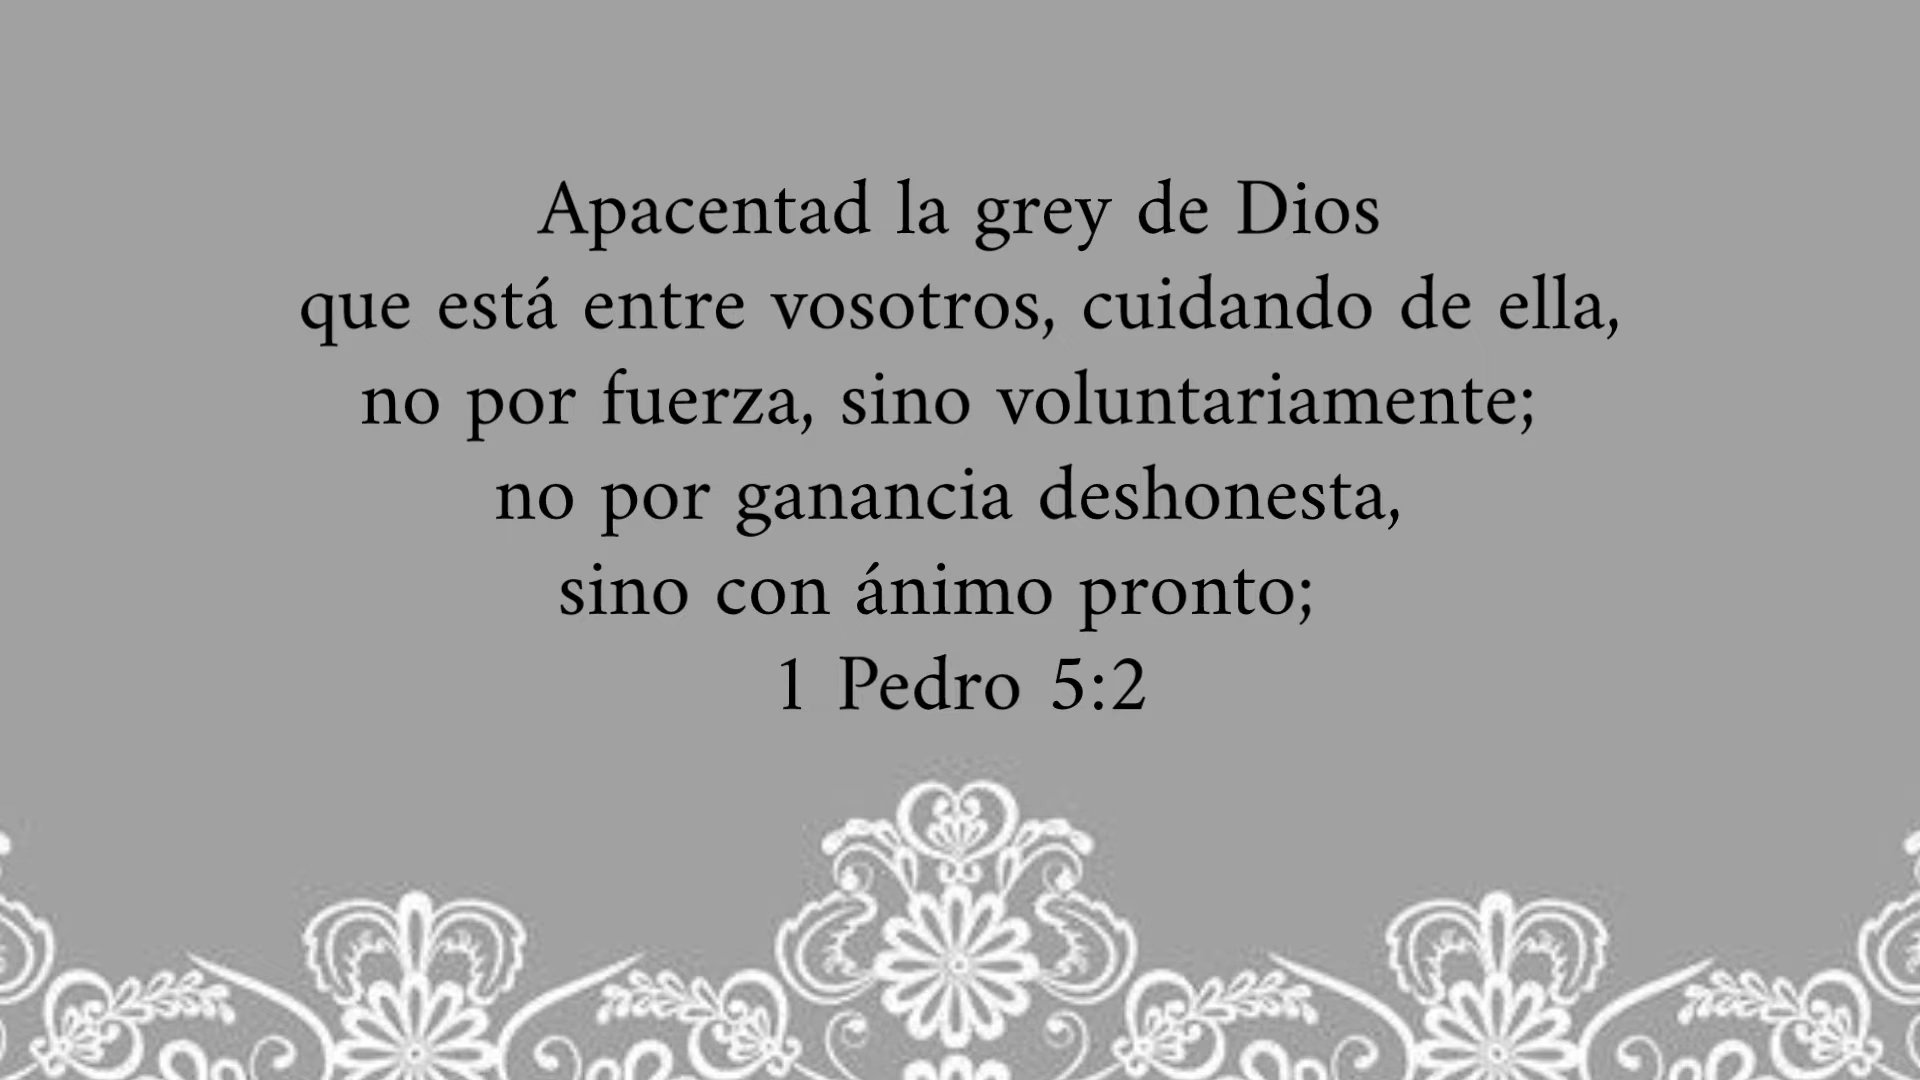 Apacentad la grey de Dios
que está entre vosotros, cuidando de ella,
no por fuerza, sino voluntariamente;
no por ganancia deshonesta,
sino con ánimo pronto;
1 Pedro 5:2